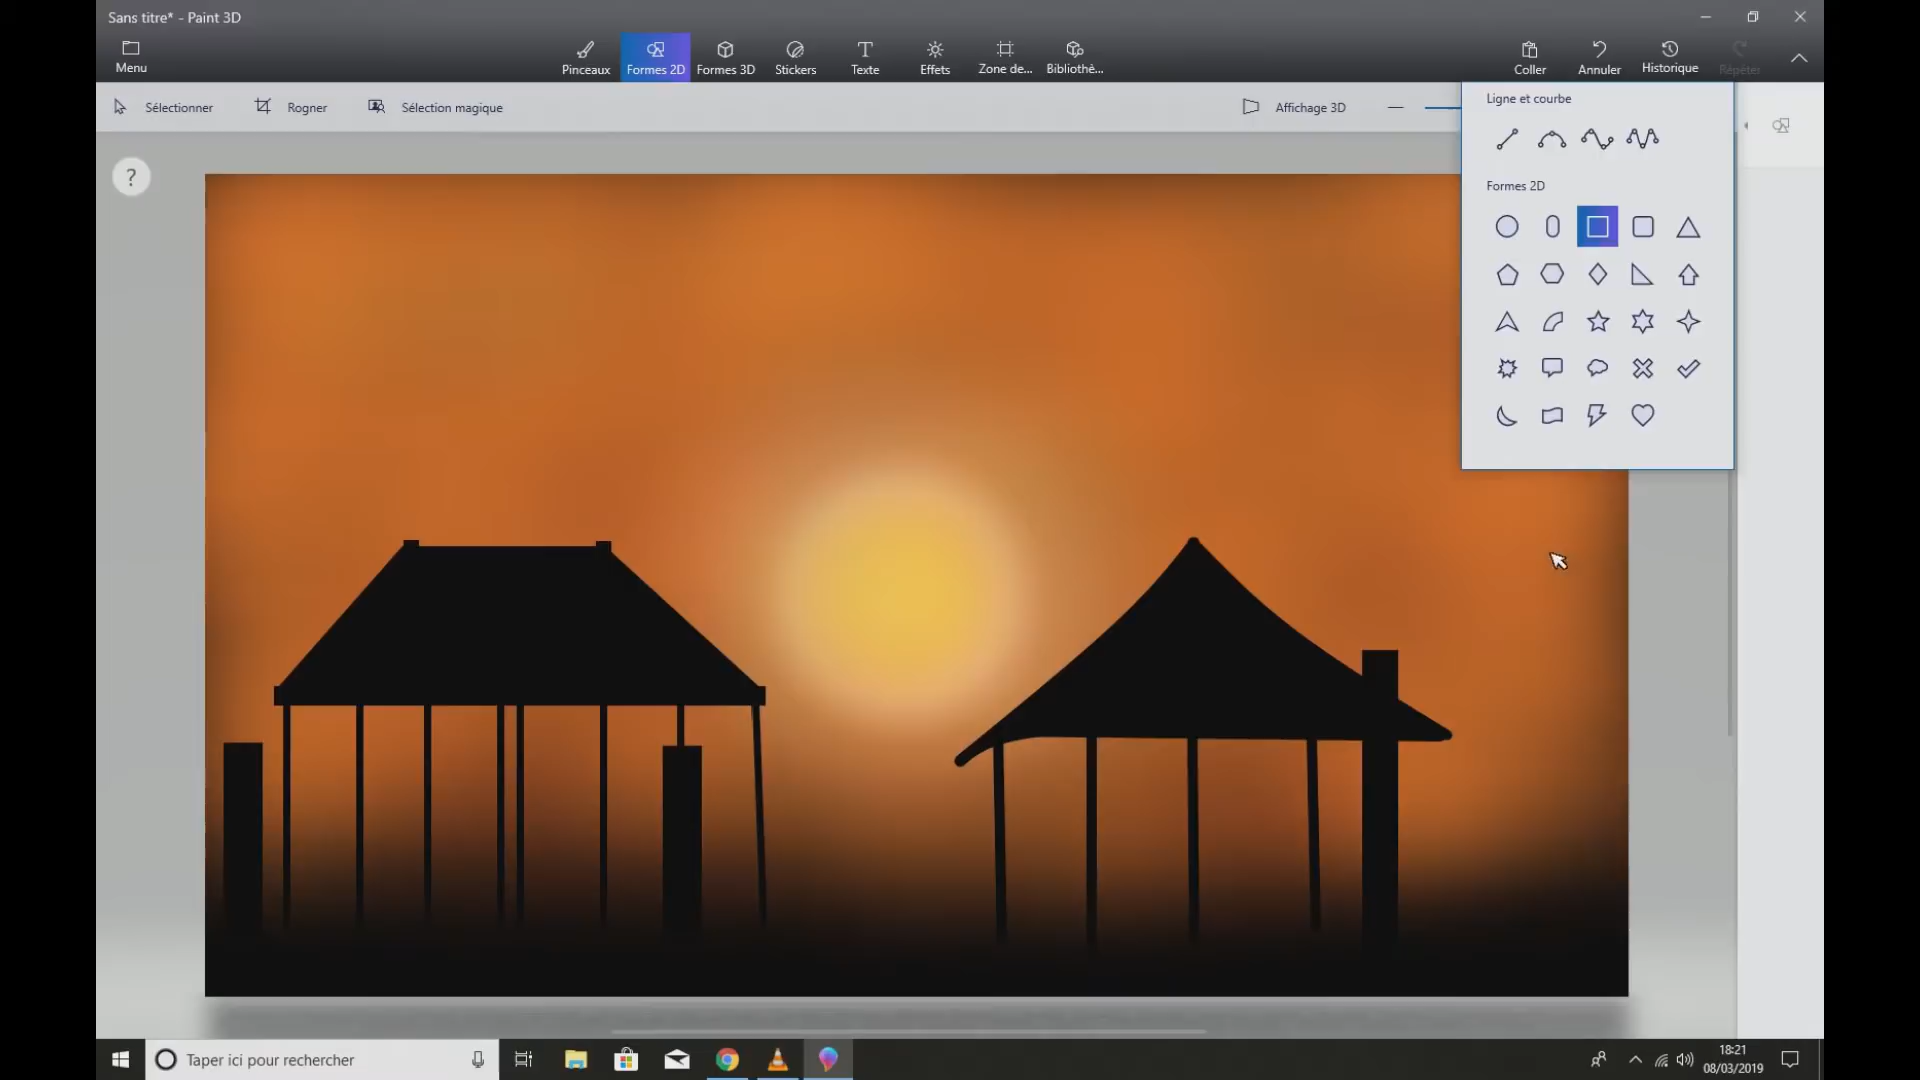 Sans titre* - Paint 3D
Menu
Pinceaux
Formes 2D
Formes 3D
Stickers
Texte
Effets
Zone de...
Bibliothè...
Coller
Annuler
Historique
Répéter
Sélectionner
Rogner
Sélection magique
Affichage 3D
Ligne et courbe
Formes 2D
?
Taper ici pour rechercher
18:21
08/03/2019